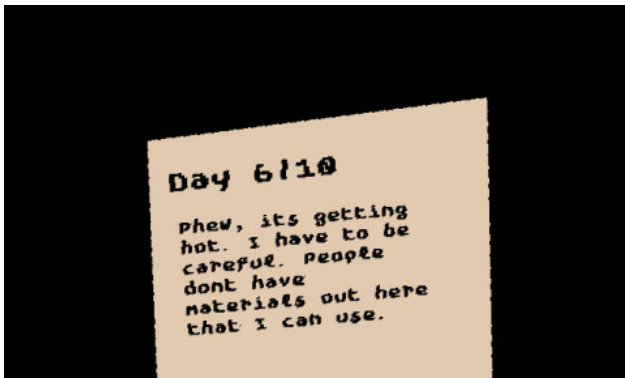 Day 6/10
Phew, its getting
hot. I have to be
careful. People
dont have
materials out here
that I can use.